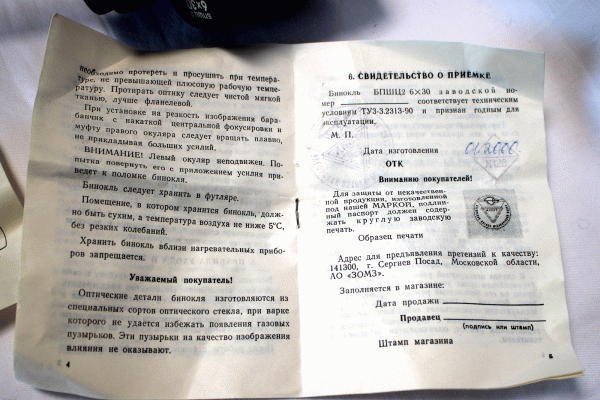 6×30
необходимо протереть и просушить при темпера-
туре, не превышающей плюсовую рабочую темпе-
ратуру. Протирать оптику следует чистой мягкой
тканью, лучше фланелевой.
При установке на резкость изображения бара-
банчик с накаткой центральной фокусировки и
муфту правого окуляра следует вращать плавно,
не прикладывая больших усилий.
ВНИМАНИЕ! Левый окуляр неподвижен. По-
пытка повернуть его с приложением усилия при-
ведет к поломке бинокля.
Бинокль следует хранить в футляре.
Помещение, в котором хранится бинокль, долж-
но быть сухим, а температура воздуха не ниже 5°С,
без резких колебаний.
Хранить бинокль вблизи нагревательных прибо-
ров запрещается.
Уважаемый покупатель!
Оптические детали бинокля изготовляются из
специальных сортов оптического стекла, при варке
которого не удается избежать появления газовых
пузырьков. Эти пузырьки на качество изображения
влияния не оказывают.
4
6. СВИДЕТЕЛЬСТВО О ПРИЕМКЕ
Бинокль БПШЦ2 6×30 заводской но-
мер соответствует техническим
условиям ТУ3-3.2313-90 и признан годным для
эксплуатации.
М. П.
Дата изготовления 01.2000.
ОТК
Вниманию покупателей!
Для защиты от некачествен-
ной продукции, изготовленной
под нашей МАРКОЙ, подлин-
ный паспорт должен содер-
жать круглую заводскую
печать.
Образец печати
Адрес для предъявления претензий к качеству:
141300, г. Сергиев Посад, Московской области,
АО «ЗОМЗ».
Заполняется в магазине:
Дата продажи
Продавец
(подпись или штамп)
Штамп магазина
5